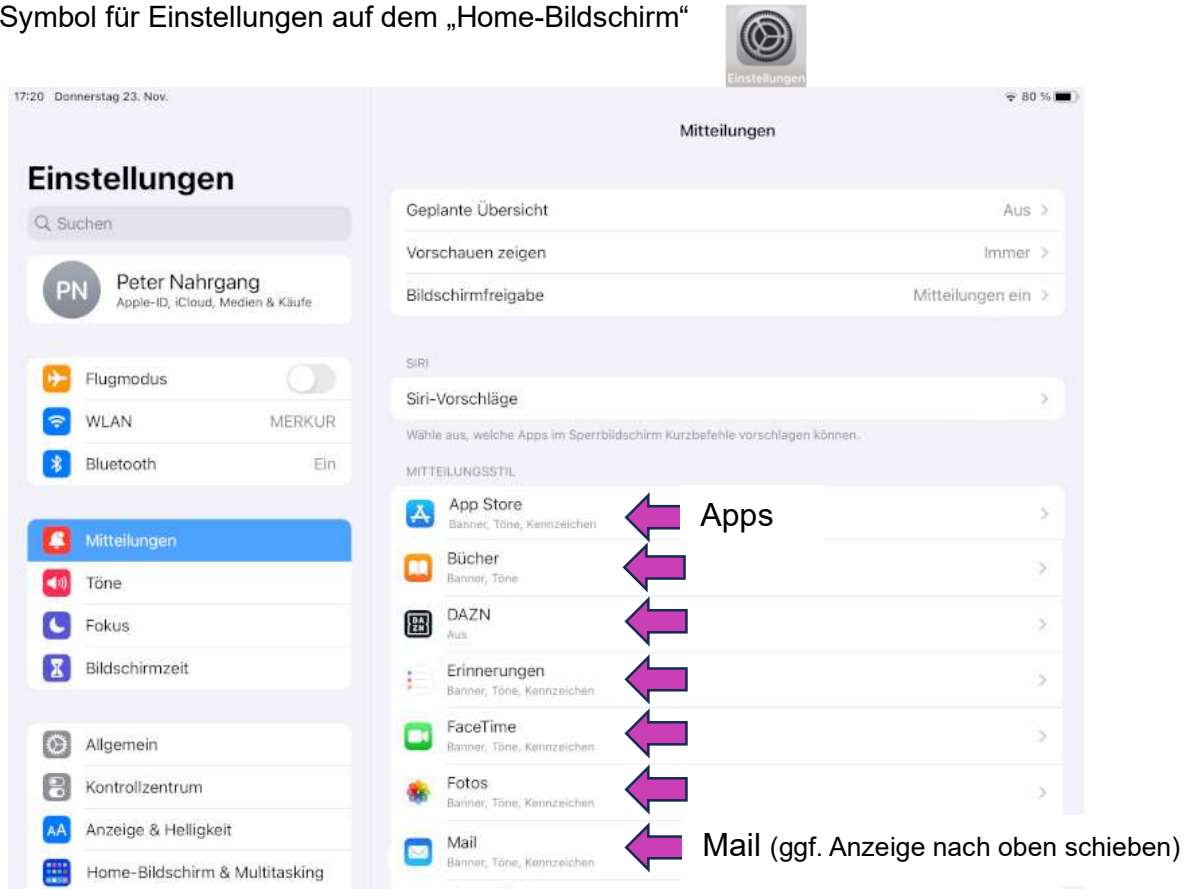 Symbol für Einstellungen auf dem „Home-Bildschirm“
Einstellungen
17:20 Donnerstag 23. Nov.
80 %
Einstellungen
Suchen
PN
Peter Nahrgang
Apple-ID, iCloud, Medien & Käufe
Flugmodus
WLAN MERKUR
Bluetooth Ein
Mitteilungen
Töne
Fokus
Bildschirmzeit
Allgemein
Kontrollzentrum
AA Anzeige & Helligkeit
Home-Bildschirm & Multitasking
Mitteilungen
Geplante Übersicht Aus
Vorschauen zeigen Immer
Bildschirmfreigabe Mitteilungen ein
SIRI
Siri-Vorschläge
Wähle aus, welche Apps im Sperrbildschirm Kurzbefehle vorschlagen können.
MITTEILUNGSSTIL
App Store
Banner, Töne, Kennzeichen
Apps
Bücher
Banner, Töne
DA
ZN
DAZN
Aus
Erinnerungen
Banner, Töne, Kennzeichen
FaceTime
Banner, Töne, Kennzeichen
Fotos
Banner, Töne, Kennzeichen
Mail
Banner, Töne, Kennzeichen
Mail (ggf. Anzeige nach oben schieben)